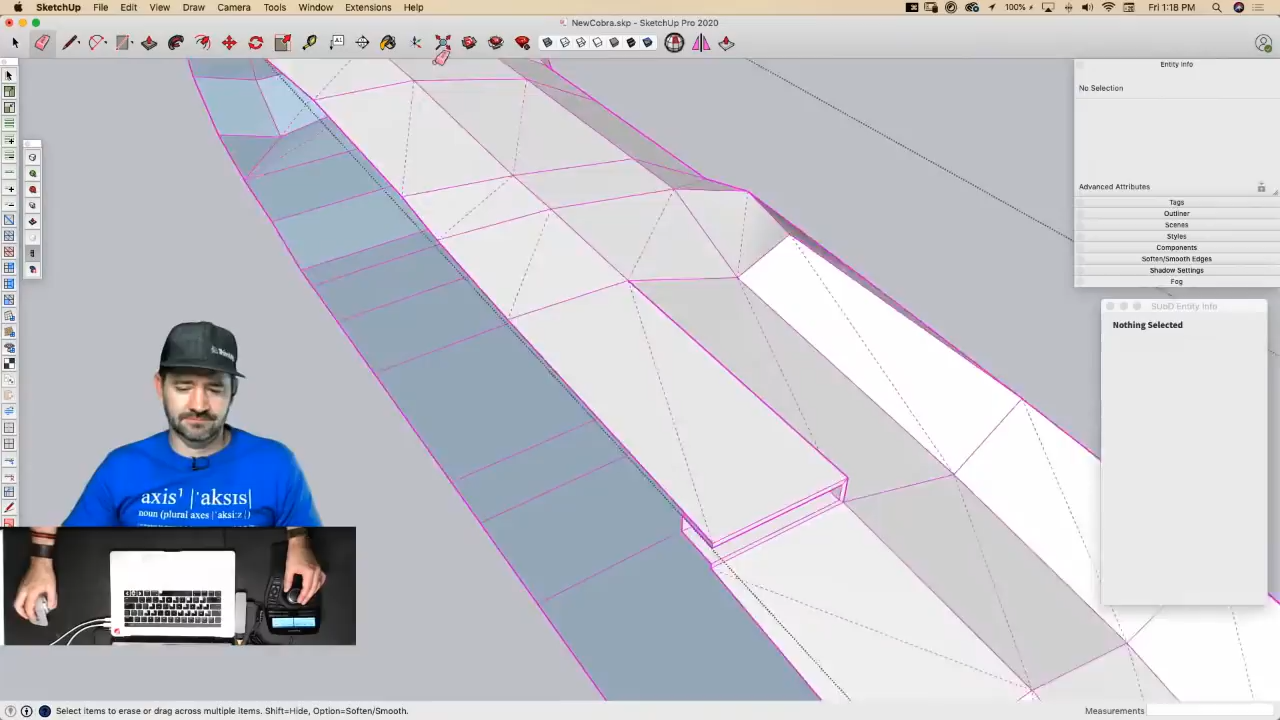 SketchUp File Edit View Draw Camera Tools Window Extensions Help
100% Fri 1:18 PM
NewCobra.skp - SketchUp Pro 2020
Entity Info
No Selection
Advanced Attributes
Tags
Outliner
Scenes
Styles
Components
Soften/Smooth Edges
Shadow Settings
Fog
SUbD Entity Info
Nothing Selected
axis¹ |ˈaksɪs|
noun (plural axes |ˈaksiːz|)
Select items to erase or drag across multiple items. Shift=Hide, Option=Soften/Smooth.
Measurements